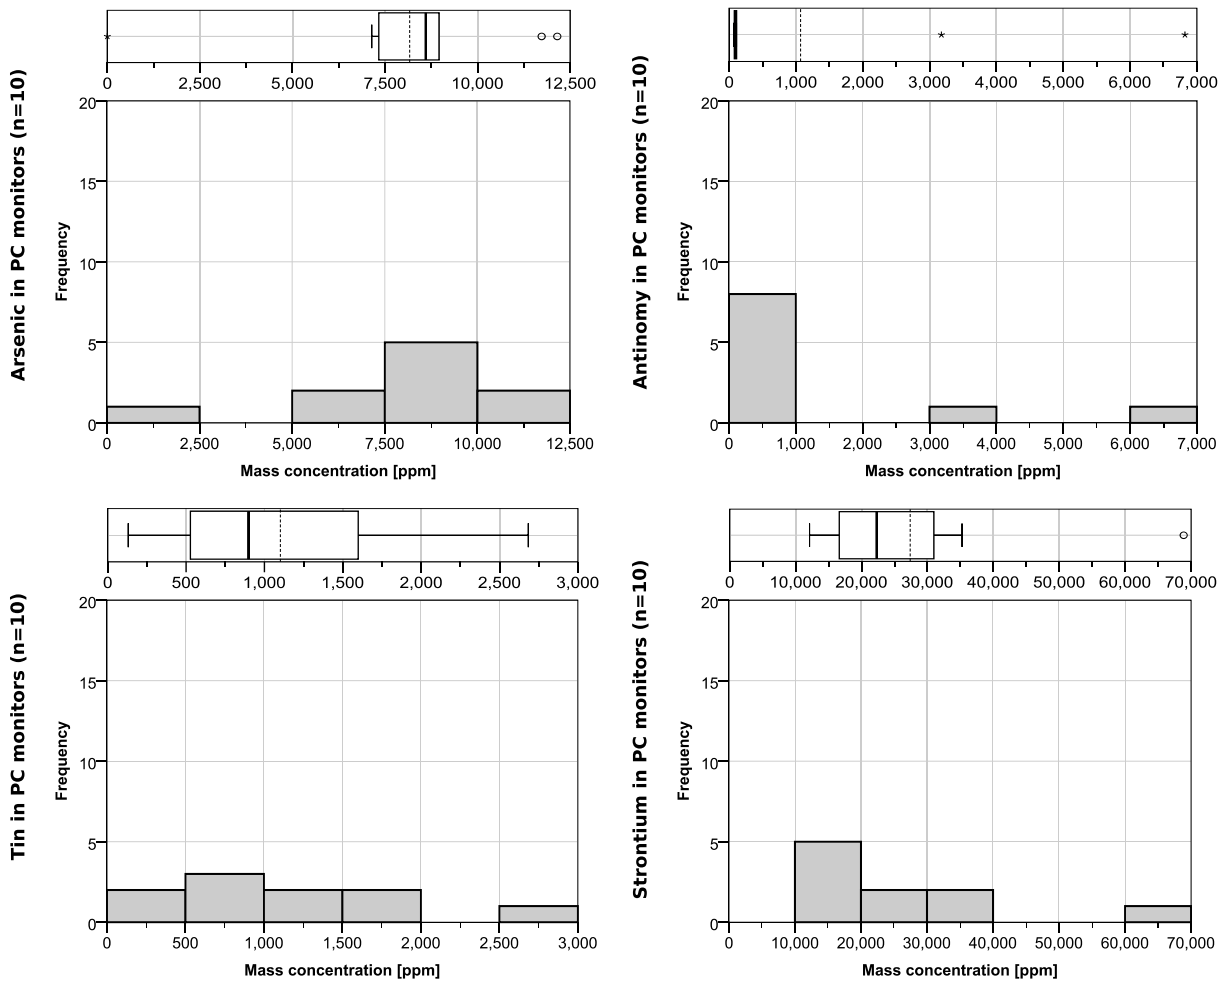 0 2,500 5,000 7,500 10,000 12,500
Arsenic in PC monitors (n=10)
Frequency
20
15
10
5
0
0 2,500 5,000 7,500 10,000 12,500
Mass concentration [ppm]
0 1,000 2,000 3,000 4,000 5,000 6,000 7,000
Antinomy in PC monitors (n=10)
Frequency
20
15
10
5
0
0 1,000 2,000 3,000 4,000 5,000 6,000 7,000
Mass concentration [ppm]
0 500 1,000 1,500 2,000 2,500 3,000
Tin in PC monitors (n=10)
Frequency
20
15
10
5
0
0 500 1,000 1,500 2,000 2,500 3,000
Mass concentration [ppm]
0 10,000 20,000 30,000 40,000 50,000 60,000 70,000
Strontium in PC monitors (n=10)
Frequency
20
15
10
5
0
0 10,000 20,000 30,000 40,000 50,000 60,000 70,000
Mass concentration [ppm]